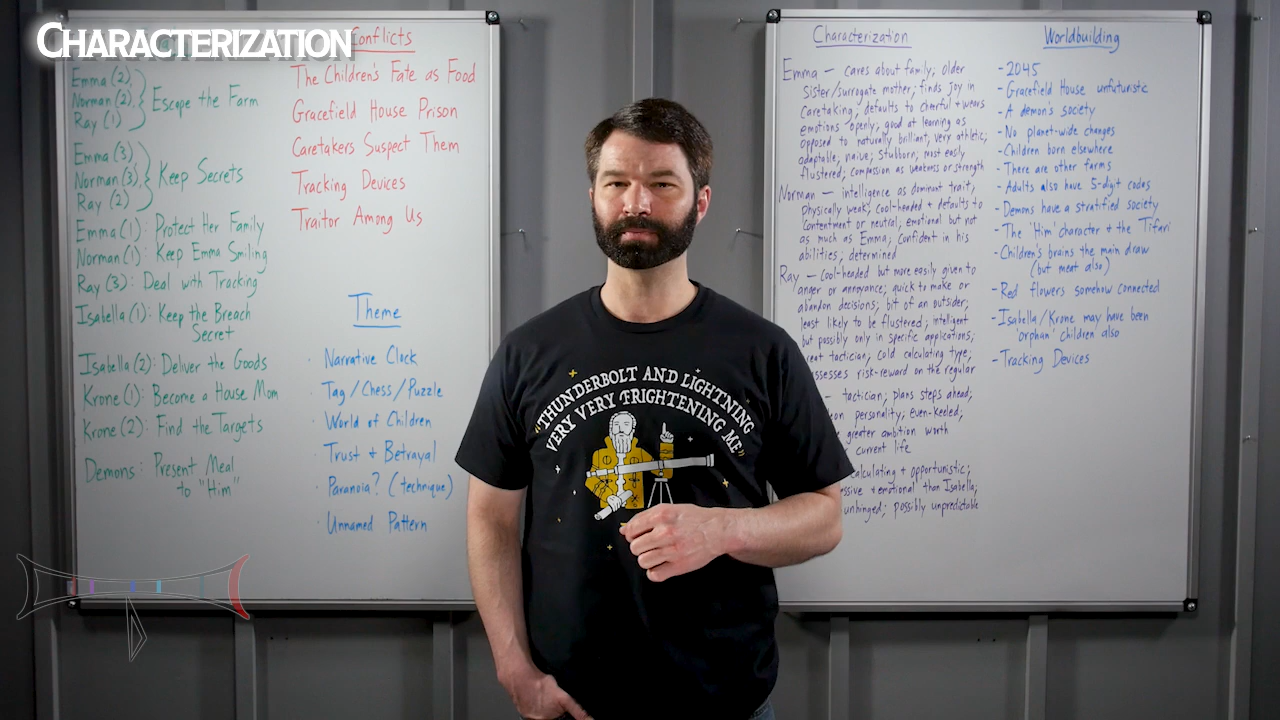 CHARACTERIZATION
Emma (2)
Norman (2)
Ray (1)
Escape the Farm
Emma (3)
Norman (3)
Ray (2)
Keep Secrets
Emma (1): Protect Her Family
Norman (1): Keep Emma Smiling
Ray (3): Deal with Tracking
Isabella (1): Keep the Breach
Secret
Isabella (2): Deliver the Goods
Krone (1): Become a House Mom
Krone (2): Find the Targets
Demons: Present Meal
to "Him"
Conflicts
The Children's Fate as Food
Gracefield House Prison
Caretakers Suspect Them
Tracking Devices
Traitor Among Us
Theme
· Narrative Clock
· Tag/Chess/Puzzle
· World of Children
· Trust & Betrayal
· Paranoia? (technique)
· Unnamed Pattern
"THUNDERBOLT AND LIGHTNING
VERY VERY FRIGHTENING ME"
Characterization
Emma — cares about family; older
sister/surrogate mother; finds joy in
caretaking; defaults to cheerful & wears
emotions openly; good at learning as
opposed to naturally brilliant; very athletic;
adaptable, naive; stubborn; most easily
flustered; compassion as weakness or strength
Norman — intelligence as dominant trait;
physically weak; cool-headed & defaults to
contentment or neutral; emotional but not
as much as Emma; confident in his
abilities; determined
Ray — cool-headed but more easily given to
anger or annoyance; quick to make or
abandon decisions; bit of an outsider;
least likely to be flustered; intelligent
but possibly only in specific applications;
great tactician; cold calculating type;
assesses risk-reward on the regular
— tactician; plans steps ahead;
personality; even-keeled;
greater ambition worth
current life
calculating & opportunistic;
& emotional than Isabella;
unhinged; possibly unpredictable
Worldbuilding
- 2045
- Gracefield House unfuturistic
- A demon's society
- No planet-wide changes
- Children born elsewhere
- There are other farms
- Adults also have 5-digit codes
- Demons have a stratified society
- The 'Him' character & the Tifari
- Children's brains the main draw
(but meat also)
- Red flowers somehow connected
- Isabella/Krone may have been
'orphan' children also
- Tracking Devices